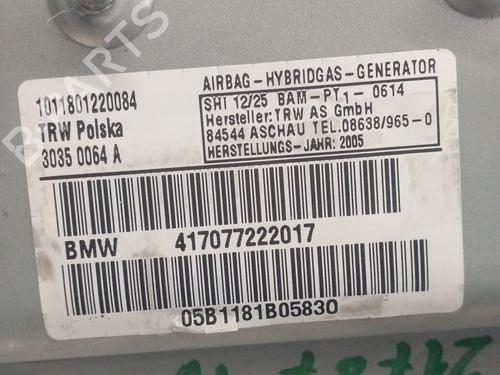 1011801220084
TRW Polska
3035 0064 A
AIRBAG-HYBRIDGAS-GENERATOR
SHI 12/25 BAM-PT1- 0614
Hersteller:TRW AS GmbH
84544 ASCHAU TEL.08638/965-0
HERSTELLUNGS-JAHR: 2005
BMW 417077222017
05B1181B05830